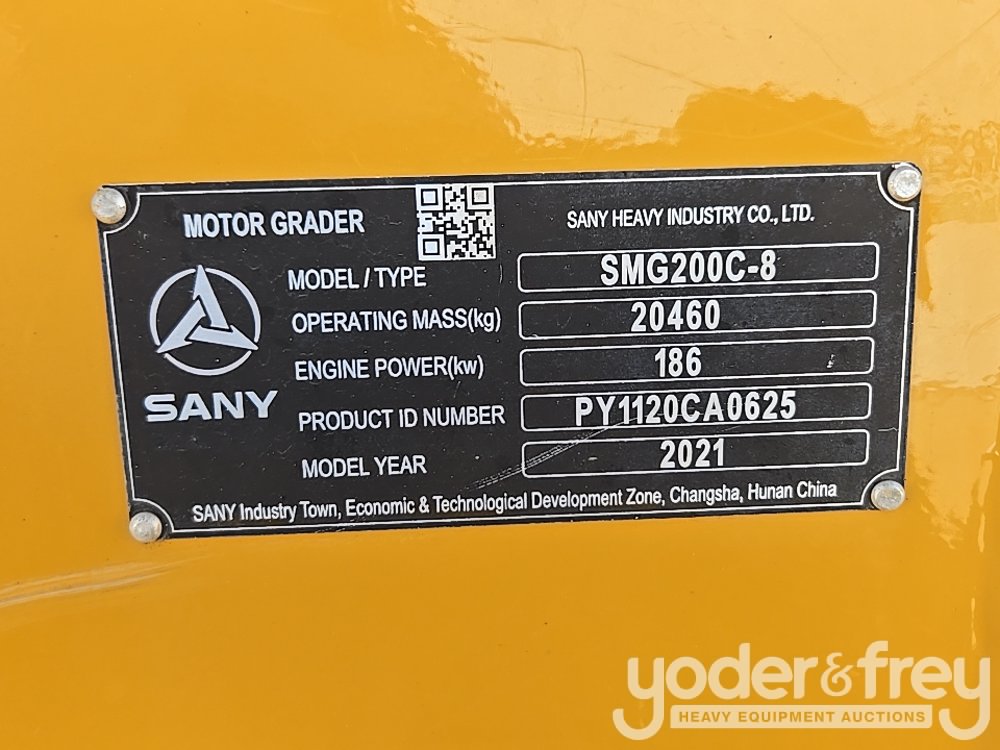 MOTOR GRADER
SANY HEAVY INDUSTRY CO., LTD.
MODEL / TYPE SMG200C-8
OPERATING MASS(kg) 20460
ENGINE POWER(kw) 186
SANY
PRODUCT ID NUMBER PY1120CA0625
MODEL YEAR 2021
SANY Industry Town, Economic & Technological Development Zone, Changsha, Hunan China
yoder&frey
HEAVY EQUIPMENT AUCTIONS